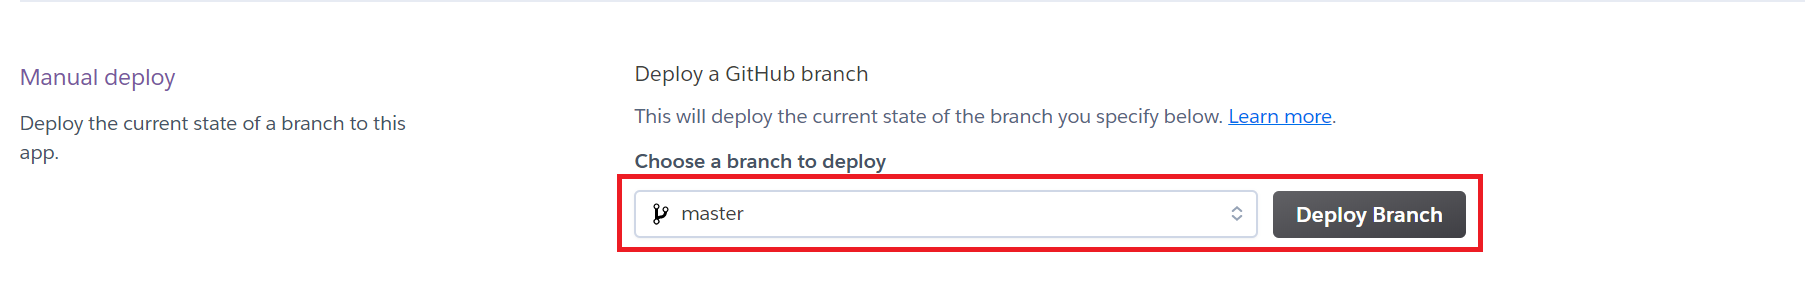 Manual deploy
Deploy the current state of a branch to this
app.
Deploy a GitHub branch
This will deploy the current state of the branch you specify below. Learn more.
Choose a branch to deploy
master
Deploy Branch